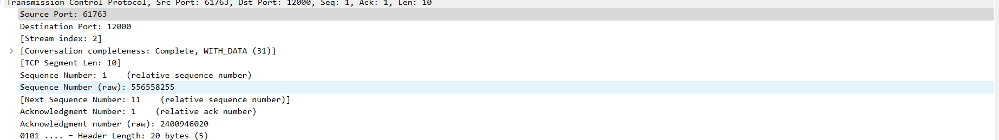 Transmission Control Protocol, Src Port: 61763, Dst Port: 12000, Seq: 1, Ack: 1, Len: 10
Source Port: 61763
Destination Port: 12000
[Stream index: 2]
[Conversation completeness: Complete, WITH_DATA (31)]
[TCP Segment Len: 10]
Sequence Number: 1    (relative sequence number)
Sequence Number (raw): 556558255
[Next Sequence Number: 11    (relative sequence number)]
Acknowledgment Number: 1    (relative ack number)
Acknowledgment number (raw): 2400946020
0101 .... = Header Length: 20 bytes (5)